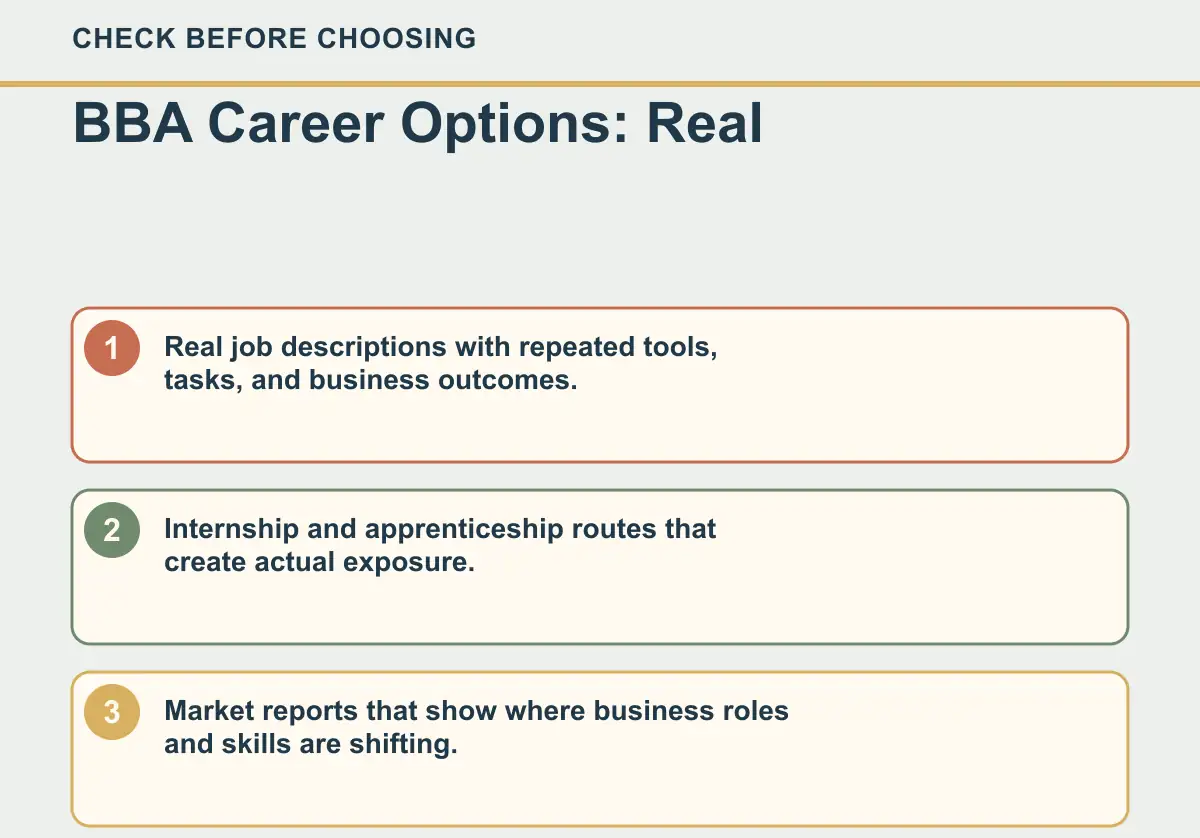 CHECK BEFORE CHOOSING
BBA Career Options: Real
1
Real job descriptions with repeated tools,
tasks, and business outcomes.
2
Internship and apprenticeship routes that
create actual exposure.
3
Market reports that show where business roles
and skills are shifting.